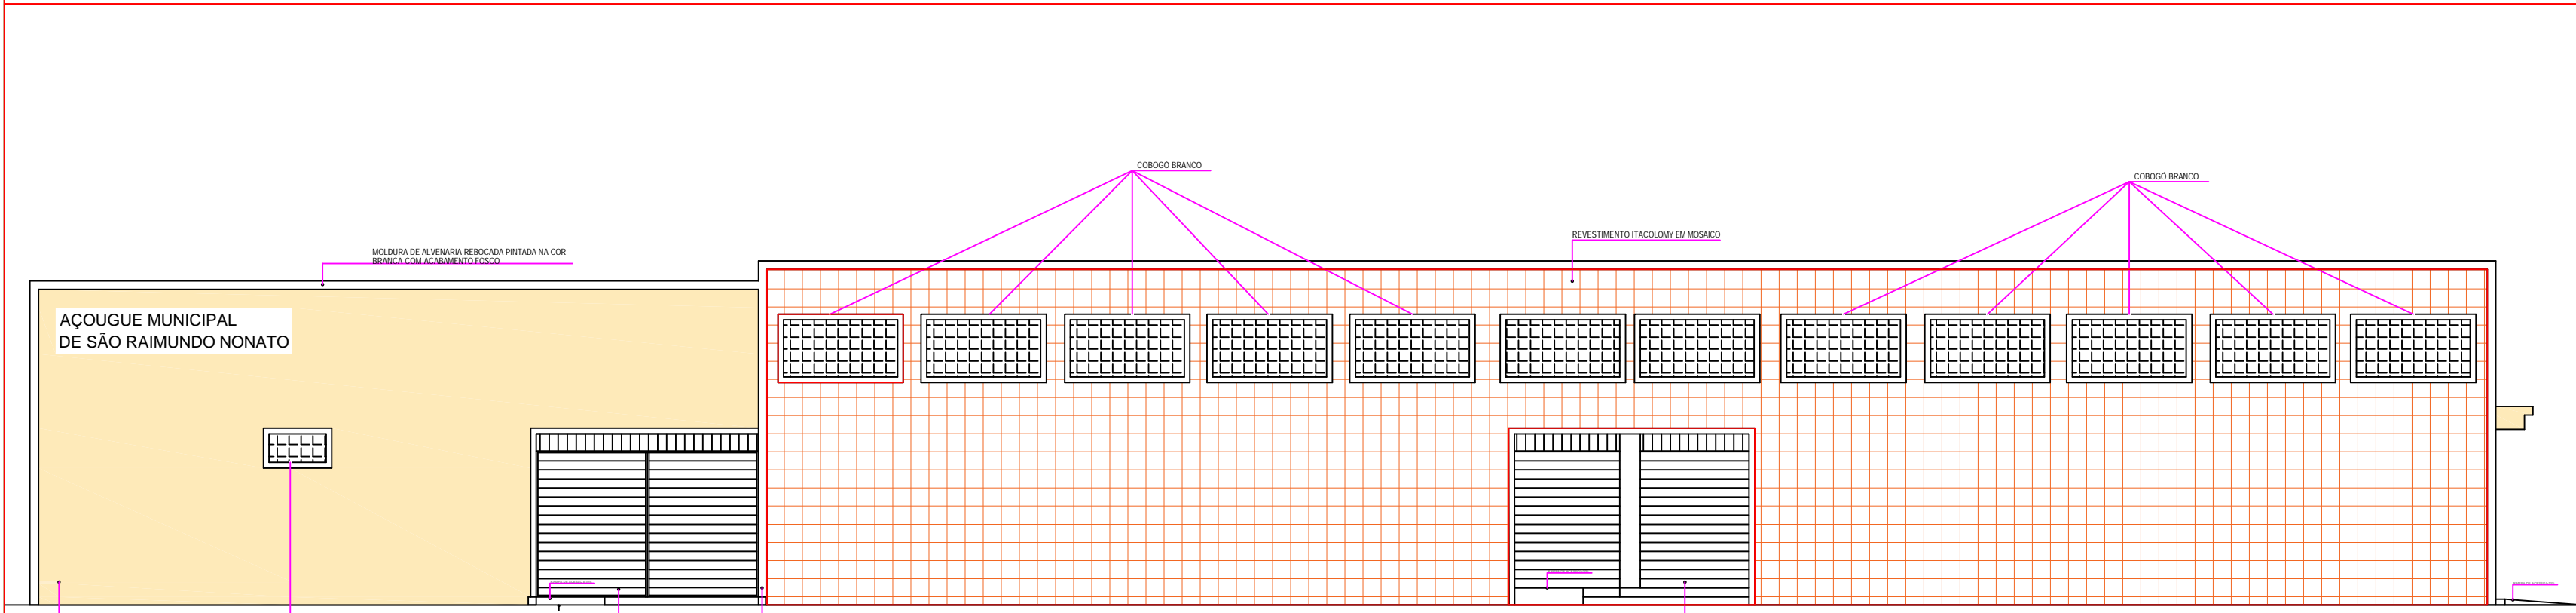 COBOGÓ BRANCO
COBOGÓ BRANCO
REVESTIMENTO ITACOLOMY EM MOSAICO
MOLDURA DE ALVENARIA REBOCADA PINTADA NA COR
BRANCA COM ACABAMENTO FOSCO
AÇOUGUE MUNICIPAL
DE SÃO RAIMUNDO NONATO